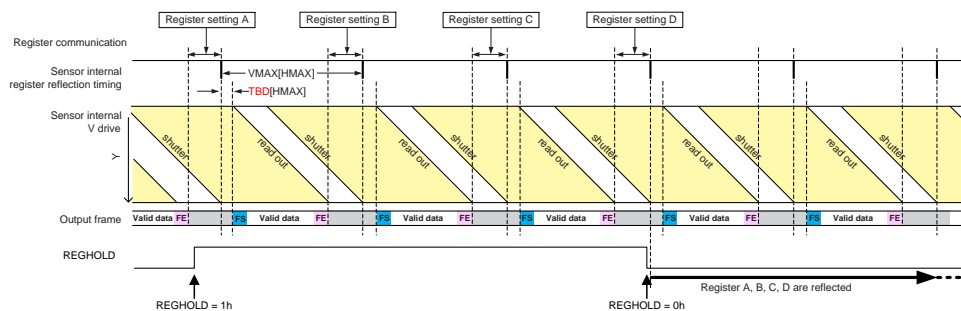 Register setting A Register setting B Register setting C Register setting D
Register communication
Sensor internal
register reflection timing
VMAX[HMAX]
TBD[HMAX]
Sensor internal
V drive
Y
shutter read out shutter read out shutter read out shutter read out shutter read out shutter
Output frame Valid data FE FS Valid data FE FS Valid data FE FS Valid data FE FS Valid data FE FS Valid data FE
REGHOLD
Register A, B, C, D are reflected
REGHOLD = 1h REGHOLD = 0h